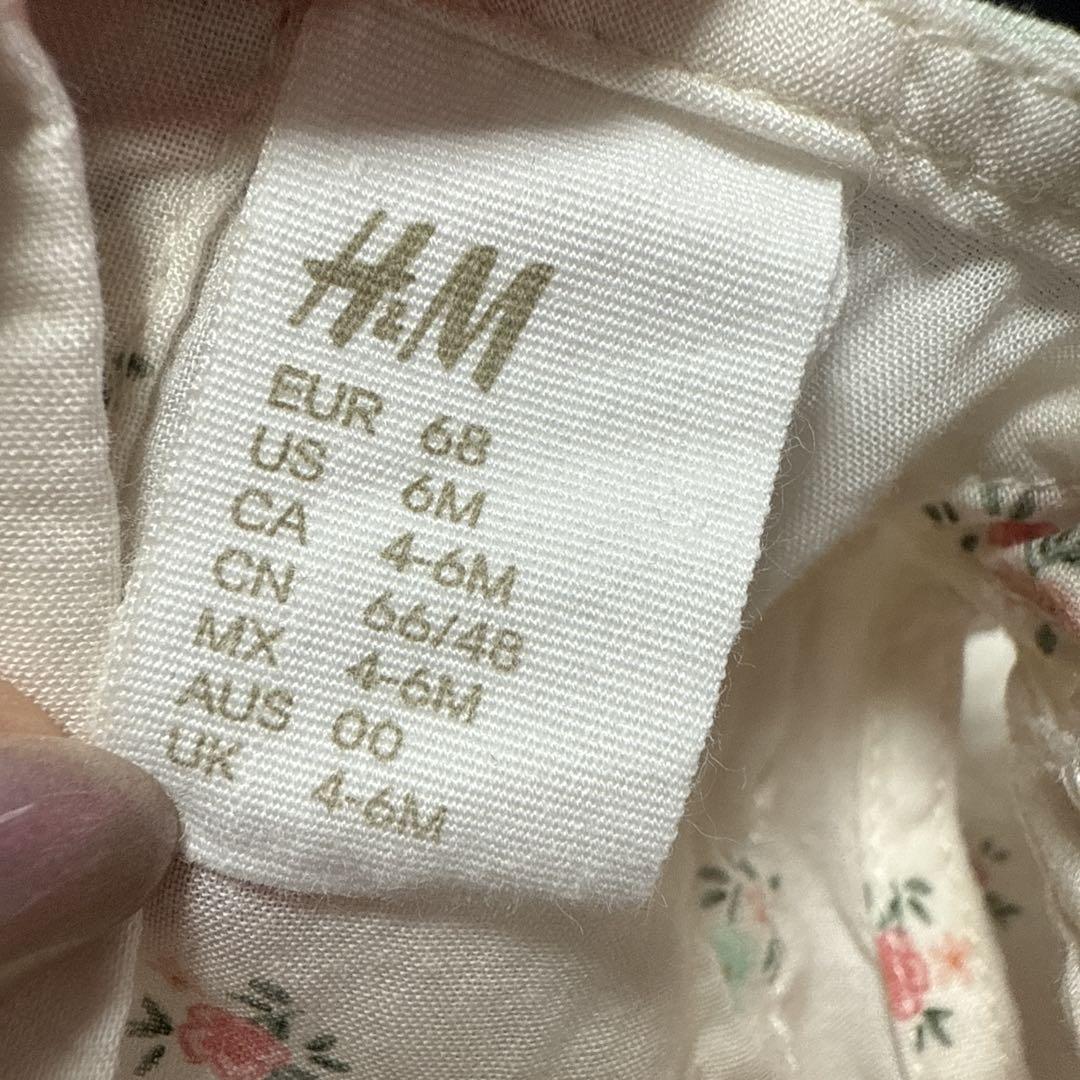 H&M
EUR 68
US 6M
CA 4-6M
CN 66/48
MX 4-6M
AUS 00
UK 4-6M